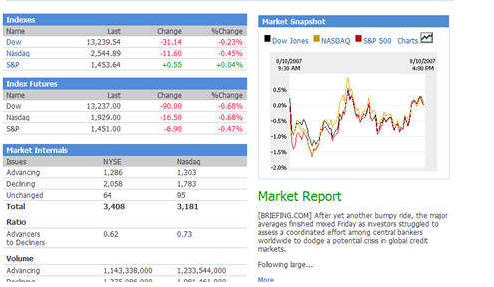 Indexes
Name Last Change %Change
Dow 13,239.54 -31.14 -0.23%
Nasdaq 2,544.89 -11.60 -0.45%
S&P 1,453.64 +0.55 +0.04%
Index Futures
Name Last Change %Change
Dow 13,237.00 -90.00 -0.68%
Nasdaq 1,929.00 -16.50 -0.68%
S&P 1,451.00 -6.90 -0.47%
Market Internals
Issues NYSE Nasdaq
Advancing 1,286 1,303
Declining 2,058 1,783
Unchanged 64 95
Total 3,408 3,181
Ratio
Advancers 0.62 0.73
to Decliners
Volume
Advancing 1,143,338,000 1,233,544,000
Declining
Market Snapshot
Dow Jones NASDAQ S&P 500 Charts
8/10/2007 8/10/2007
9:30 AM 4:00 PM
0.5%
0.0%
-0.5%
-1.0%
-1.5%
-2.0%
Market Report
[BRIEFING.COM] After yet another bumpy ride, the major
averages finished mixed Friday as investors struggled to
assess a coordinated effort among central bankers
worldwide to dodge a potential crisis in global credit
markets.
Following large...
More